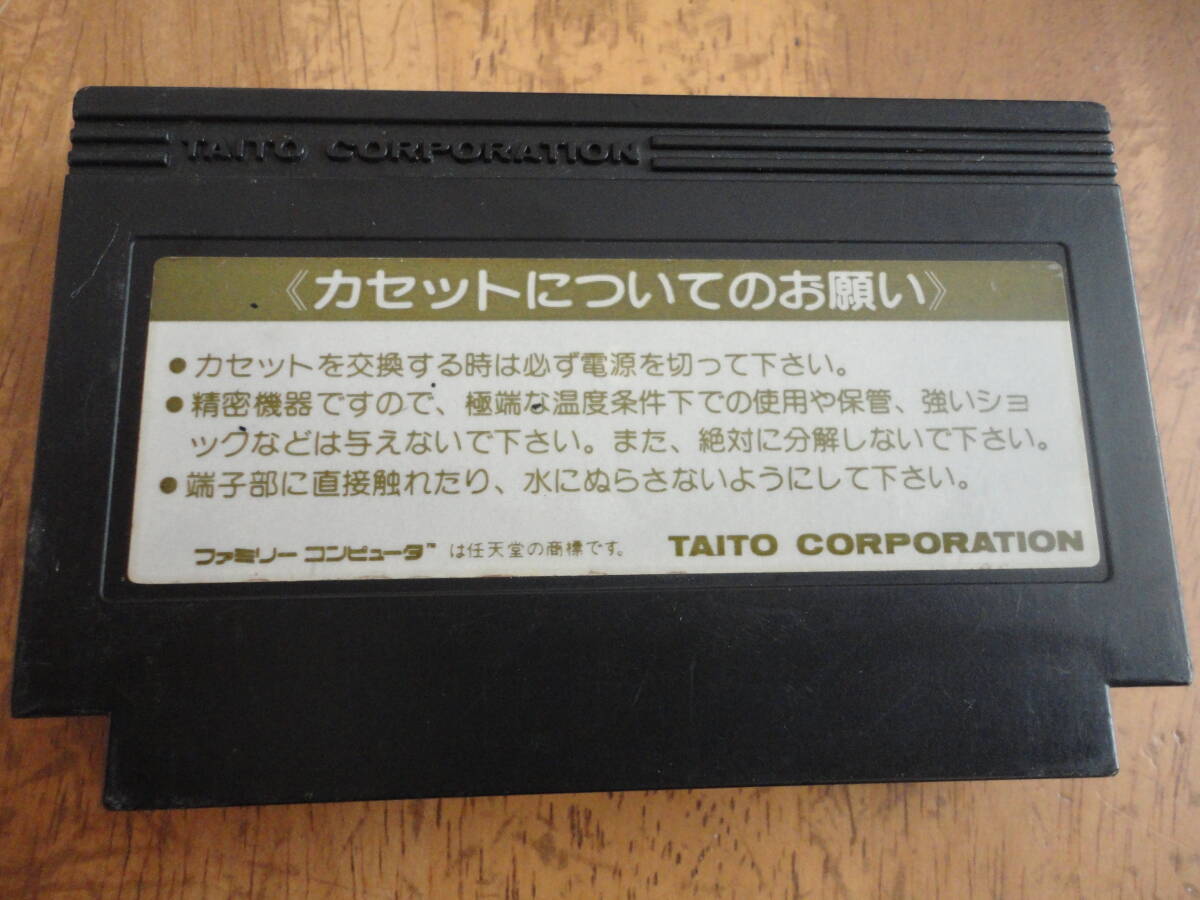 TAITO CORPORATION
《カセットについてのお願い》
●カセットを交換する時は必ず電源を切って下さい。
●精密機器ですので、極端な温度条件下での使用や保管、強いショ
ックなどは与えないで下さい。また、絶対に分解しないで下さい。
●端子部に直接触れたり、水にぬらさないようにして下さい。
ファミリー コンピュータ™ は任天堂の商標です。 TAITO CORPORATION